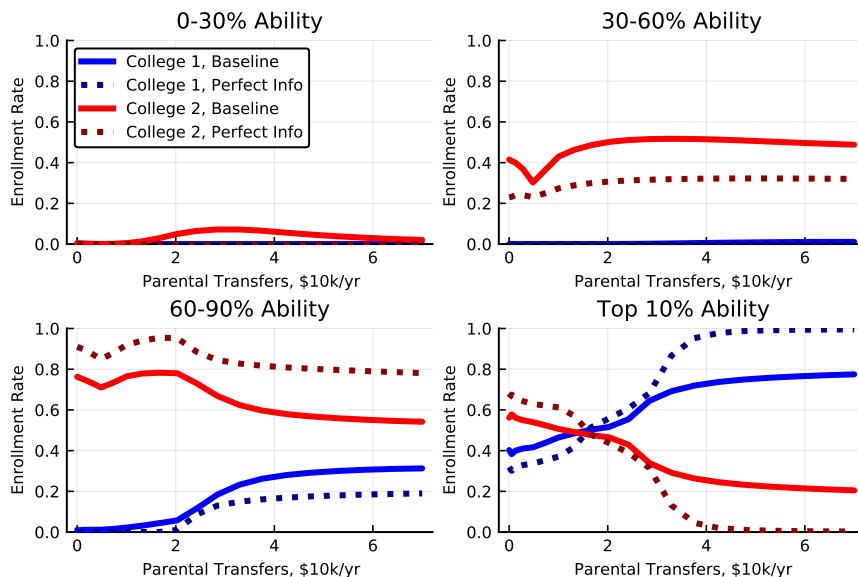 0-30% Ability
30-60% Ability
1.0
0.8
0.6
0.4
0.2
0.0
Enrollment Rate
College 1, Baseline
College 1, Perfect Info
College 2, Baseline
College 2, Perfect Info
0 2 4 6
Parental Transfers, $10k/yr
1.0
0.8
0.6
0.4
0.2
0.0
Enrollment Rate
0 2 4 6
Parental Transfers, $10k/yr
60-90% Ability
Top 10% Ability
1.0
0.8
0.6
0.4
0.2
0.0
Enrollment Rate
0 2 4 6
Parental Transfers, $10k/yr
1.0
0.8
0.6
0.4
0.2
0.0
Enrollment Rate
0 2 4 6
Parental Transfers, $10k/yr